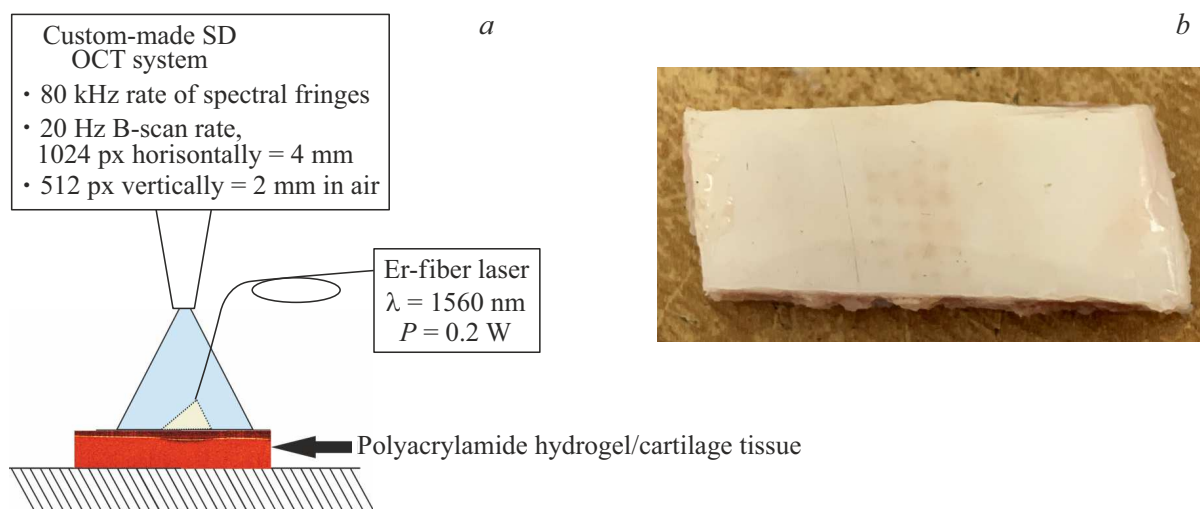 a
b
Custom-made SD
OCT system
· 80 kHz rate of spectral fringes
· 20 Hz B-scan rate,
1024 px horisontally = 4 mm
· 512 px vertically = 2 mm in air
Er-fiber laser
λ = 1560 nm
P = 0.2 W
Polyacrylamide hydrogel/cartilage tissue